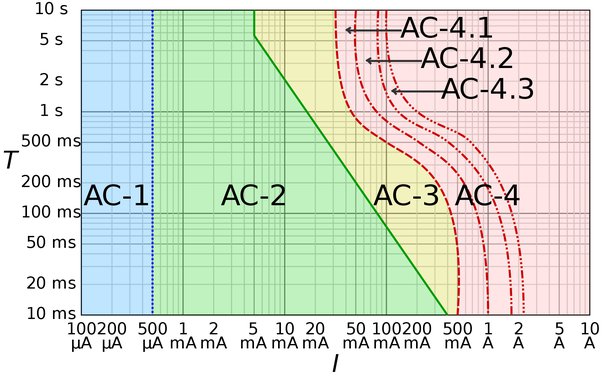 10 s
5 s
2 s
1 s
500 ms
200 ms
100 ms
50 ms
20 ms
10 ms
T
AC-4.1
AC-4.2
AC-4.3
AC-1 AC-2 AC-3 AC-4
100 200 500 1 2 5 10 20 50 100 200 500 1 2 5 10
µA µA µA mA mA mA mA mA mA mA mA mA A A A A
I